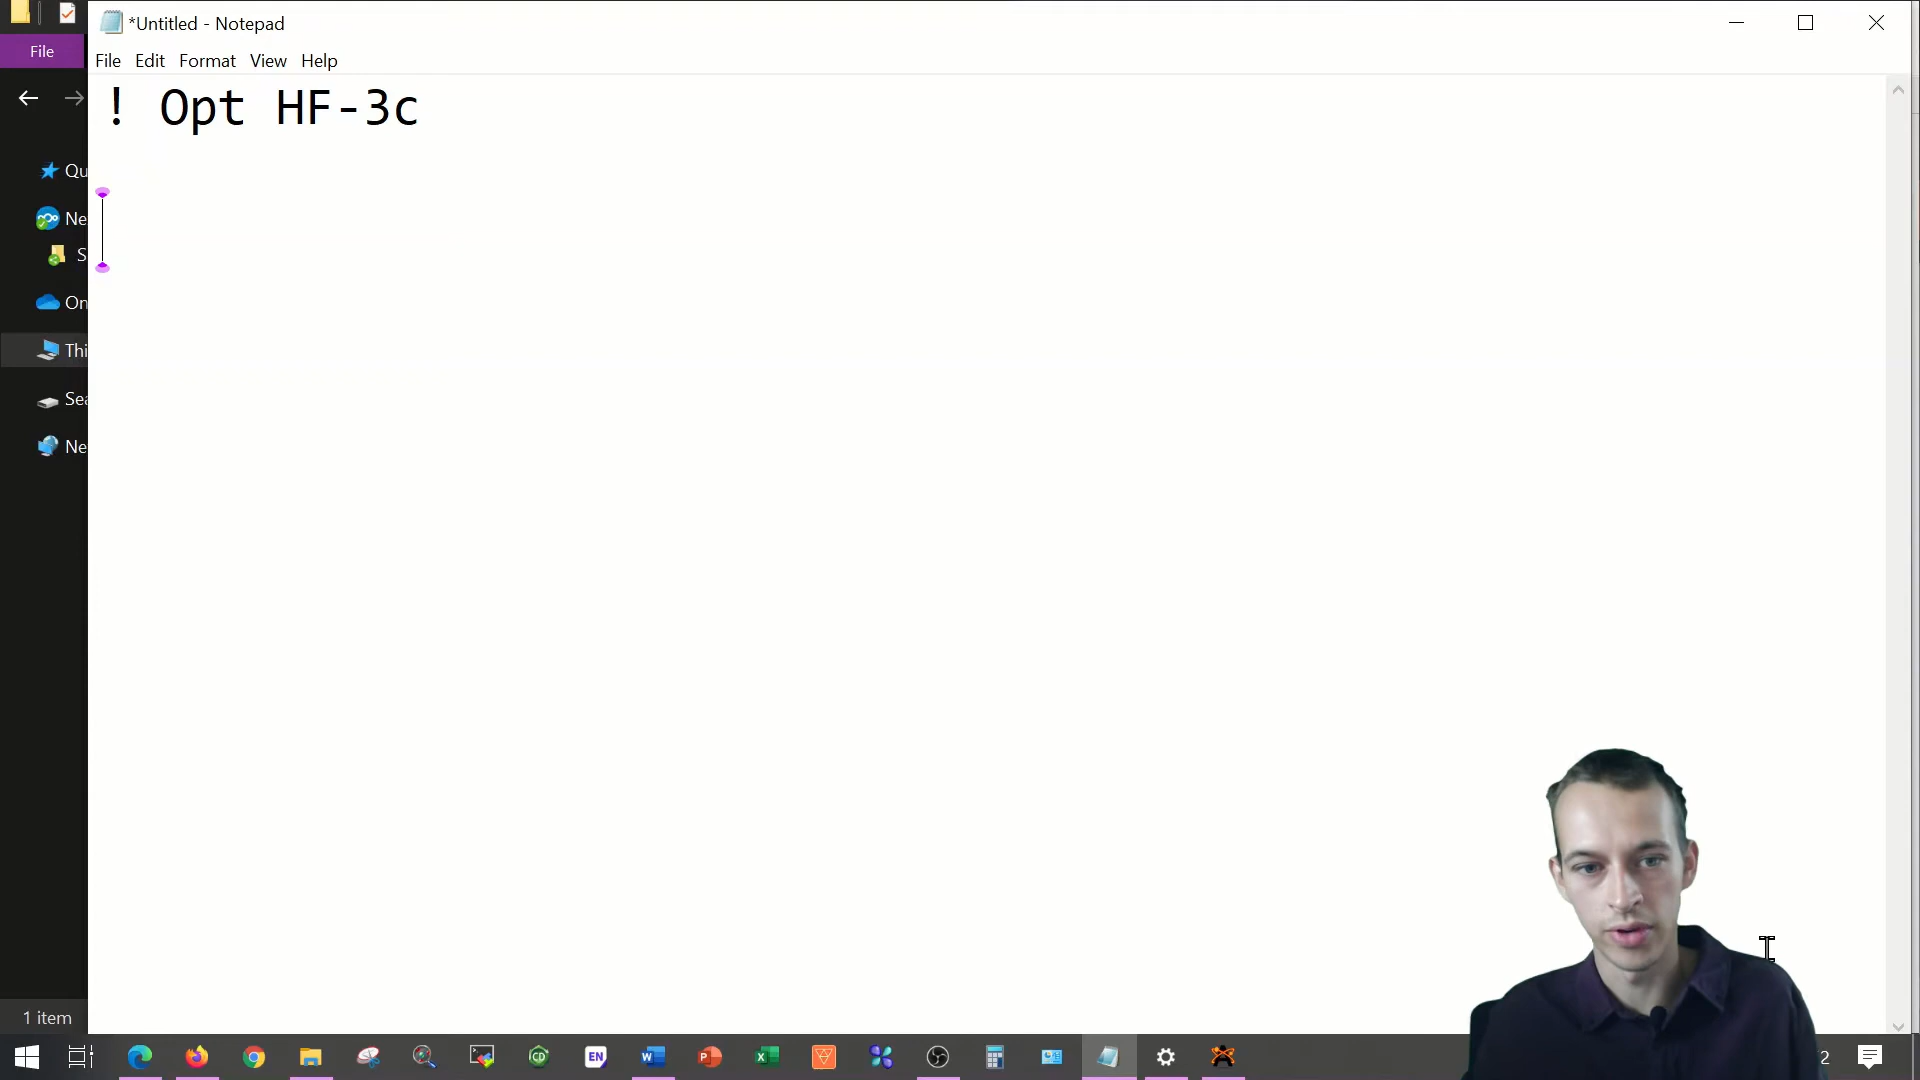 *Untitled - Notepad
File
File Edit Format View Help
! Opt HF-3c
Qu
Ne
S
On
Thi
Sea
Ne
1 item
CD
EN
2